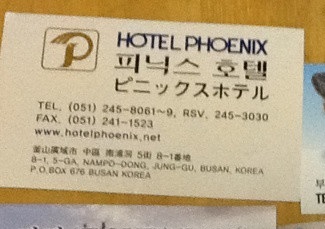 HOTEL PHOENIX
피닉스 호텔
ピニックスホテル
TEL. (051) 245-8061~9, RSV. 245-3030
FAX. (051) 241-1523
www.hotelphoenix.net
釜山廣域市 中區 南浦洞 5街 8-1番地
8-1, 5-GA, NAMPO-DONG, JUNG-GU, BUSAN, KOREA
P.O.BOX 676 BUSAN KOREA
부
TE